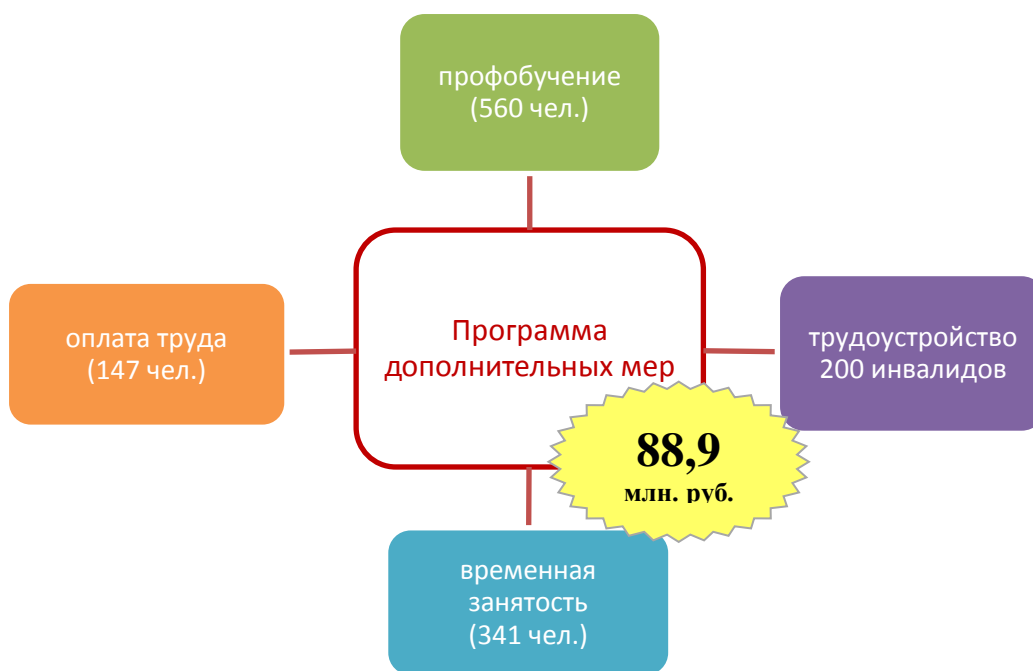 профобучение
(560 чел.)
оплата труда
(147 чел.)
Программа
дополнительных мер
трудоустройство
200 инвалидов
88,9
млн. руб.
временная
занятость
(341 чел.)